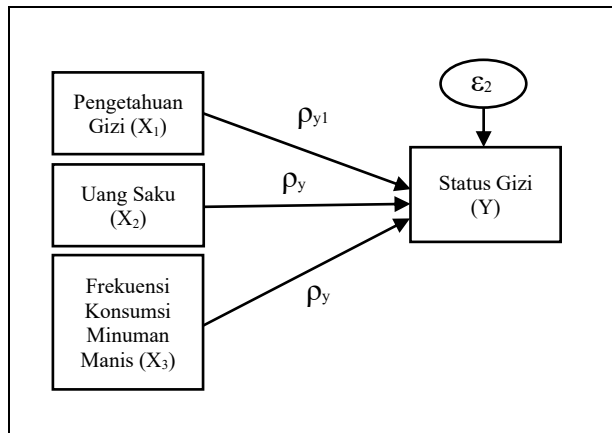 Pengetahuan
Gizi (X₁)
ρy1
ε₂
Uang Saku
(X₂)
ρy
Status Gizi
(Y)
Frekuensi
Konsumsi
Minuman
Manis (X₃)
ρy